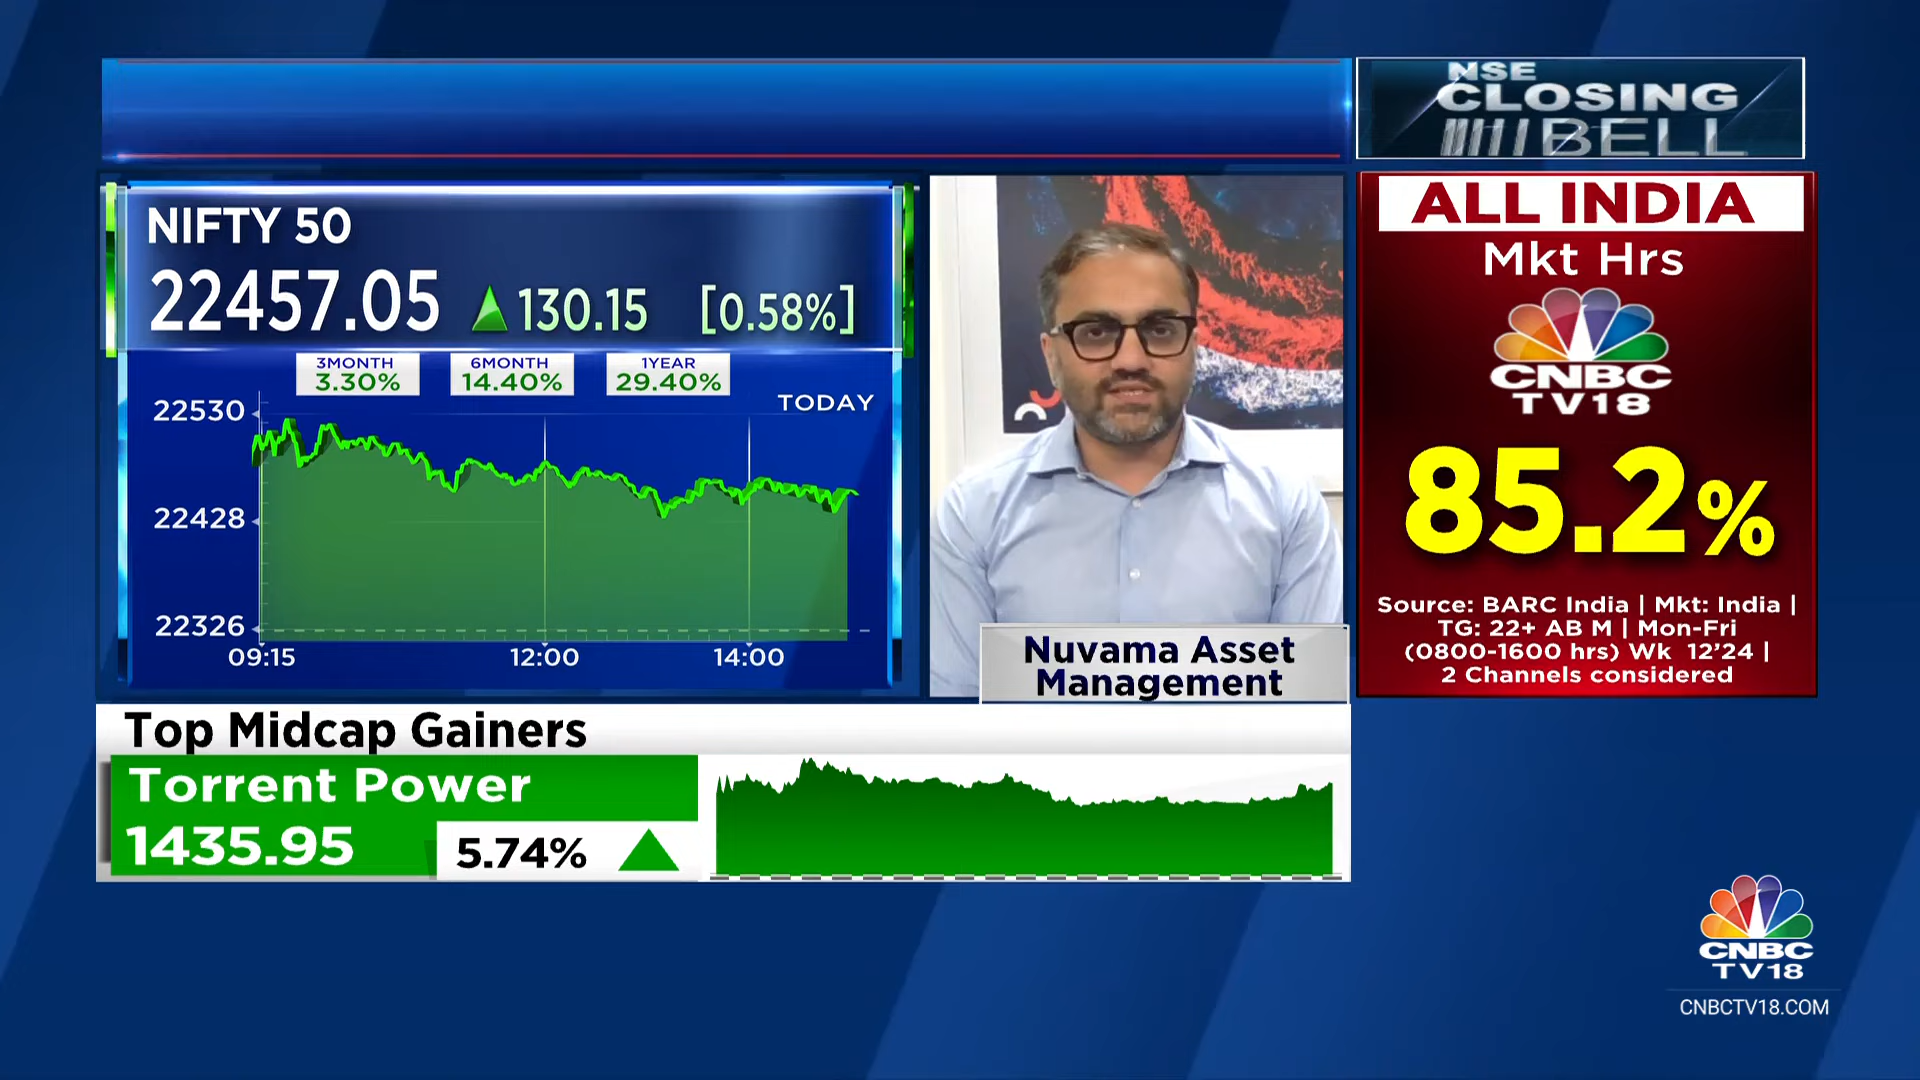 NSE
CLOSING
BELL
NIFTY 50
22457.05 ▲ 130.15 [0.58%]
3MONTH
3.30%
6MONTH
14.40%
1YEAR
29.40%
TODAY
22530
22428
22326
09:15 12:00 14:00
Nuvama Asset
Management
ALL INDIA
Mkt Hrs
CNBC
TV18
85.2%
Source: BARC India | Mkt: India |
TG: 22+ AB M | Mon-Fri
(0800-1600 hrs) Wk 12’24 |
2 Channels considered
Top Midcap Gainers
Torrent Power
1435.95 5.74% ▲
CNBC
TV18
CNBCTV18.COM